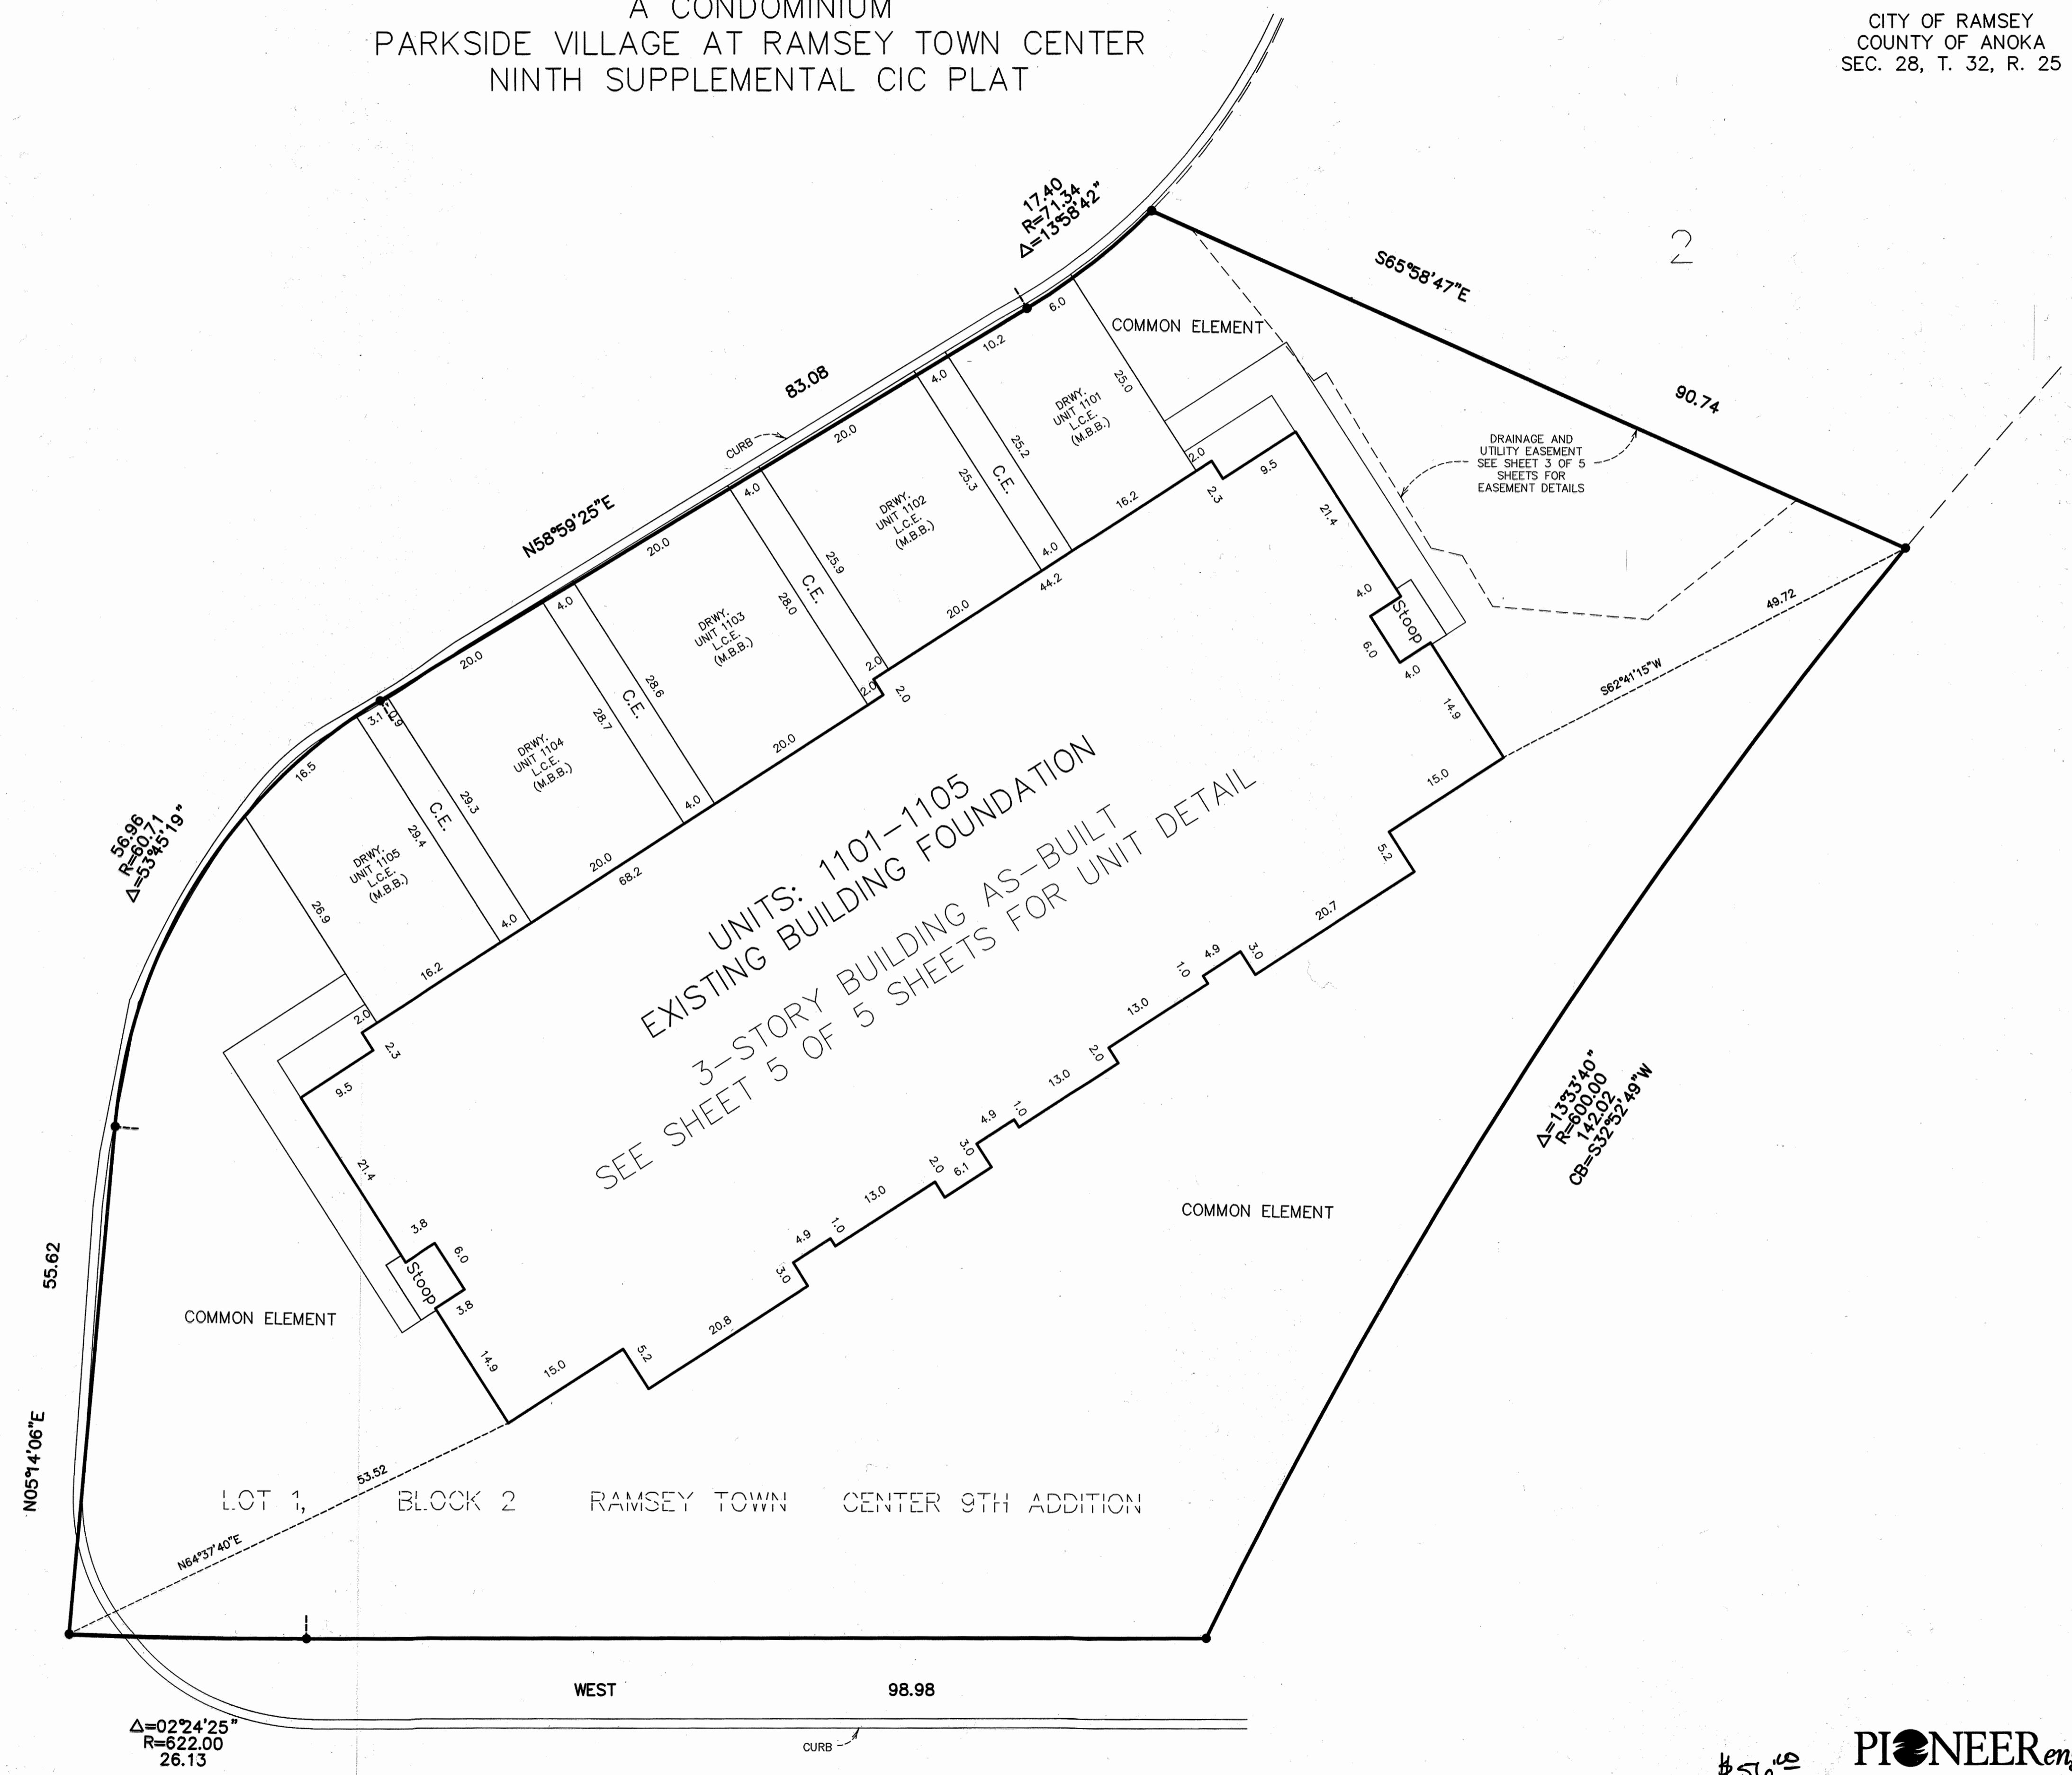 A CONDOMINIUM
PARKSIDE VILLAGE AT RAMSEY TOWN CENTER
NINTH SUPPLEMENTAL CIC PLAT
CITY OF RAMSEY
COUNTY OF ANOKA
SEC. 28, T. 32, R. 25
17.40
R=71.34
Δ=13°58'42"
2
S65°58'47"E
90.74
COMMON ELEMENT
6.0
10.2
4.0
25.0
DRWY.
UNIT 1101
L.C.E.
(M.B.B.)
25.2
C.E.
25.3
83.08
CURB
20.0
4.0
DRWY.
UNIT 1102
L.C.E.
(M.B.B.)
25.9
C.E.
28.0
N58°59'25"E
20.0
4.0
DRWY.
UNIT 1103
L.C.E.
(M.B.B.)
28.6
C.E.
28.7
20.0
DRWY.
UNIT 1104
L.C.E.
(M.B.B.)
0.9
3.1
29.3
C.E.
29.4
16.5
DRWY.
UNIT 1105
L.C.E.
(M.B.B.)
26.9
56.96
R=60.71
Δ=53°45'19"
DRAINAGE AND
UTILITY EASEMENT
SEE SHEET 3 OF 5
SHEETS FOR
EASEMENT DETAILS
2.0
2.3
9.5
16.2
4.0
44.2
20.0
2.0
2.0
2.0
20.0
4.0
20.0
68.2
4.0
16.2
2.0
2.3
9.5
21.4
4.0
Stoop
6.0
4.0
14.9
49.72
S62°41'15"W
15.0
5.2
20.7
3.0
4.9
1.0
13.0
2.0
13.0
1.0
4.9
3.0
6.1
2.0
13.0
1.0
4.9
3.0
20.8
5.2
15.0
UNITS: 1101-1105
EXISTING BUILDING FOUNDATION
3-STORY BUILDING AS-BUILT
SEE SHEET 5 OF 5 SHEETS FOR UNIT DETAIL
21.4
3.8
6.0
Stoop
3.8
14.9
Δ=13°33'40"
R=600.00
142.02
CB=S32°52'49"W
COMMON ELEMENT
COMMON ELEMENT
55.62
N05°14'06"E
53.52
N64°37'40"E
LOT 1, BLOCK 2 RAMSEY TOWN CENTER 9TH ADDITION
WEST 98.98
Δ=02°24'25"
R=622.00
26.13
CURB
PIONEERen